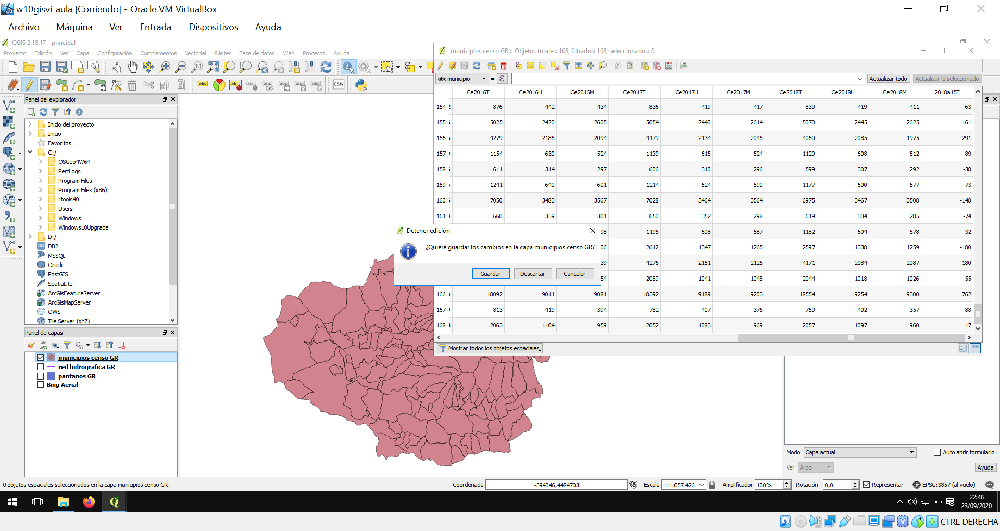 w10gisvi_aula [Corriendo] - Oracle VM VirtualBox
Archivo Máquina Ver Entrada Dispositivos Ayuda
QGIS 2.18.17 - principal
Proyecto Edición Ver Capa Configuración Complementos Vectorial Ráster Base de datos Web Procesos Ayuda
municipios censo GR :: Objetos totales: 168, filtrados: 168, seleccionados: 0
abc municipio = ε Actualizar todo Actualizar lo seleccionado
Ce2016T Ce2016H Ce2016M Ce2017T Ce2017H Ce2017M Ce2018T Ce2018H Ce2018M 2018a15T
154 876 442 434 836 419 417 830 419 411 -63
155 5025 2420 2605 5054 2440 2614 5070 2445 2625 161
156 4279 2185 2094 4179 2134 2045 4060 2085 1975 -291
157 1154 630 524 1139 615 524 1120 608 512 -89
158 611 314 297 606 310 296 599 307 292 -38
159 1241 640 601 1214 624 590 1177 600 577 -73
160 7050 3483 3567 7028 3464 3564 6975 3467 3508 -148
161 660 359 301 650 352 298 619 334 285 -74
98 1195 608 587 1182 604 578 -32
06 2612 1347 1265 2597 1338 1259 -180
39 4276 2151 2125 4171 2084 2087 -180
54 2089 1041 1048 2044 1018 1026 -55
166 18092 9011 9081 18392 9189 9203 18554 9254 9300 762
167 813 419 394 782 407 375 759 402 357 -88
168 2063 1104 959 2052 1083 969 2057 1097 960 17
Mostrar todos los objetos espaciales
Detener edición
¿Quiere guardar los cambios en la capa municipios censo GR?
Guardar Descartar Cancelar
abc abc abc abc abc abc abc abc CSW
Panel del explorador
Inicio del proyecto
Inicio
Favoritos
C:/
OSGeo4W64
PerfLogs
Program Files
Program Files (x86)
rtools40
Users
Windows
Windows10Upgrade
D:/
DB2
MSSQL
Oracle
PostGIS
SpatiaLite
ArcGisFeatureServer
ArcGisMapServer
OWS
Tile Server (XYZ)
Panel de capas
municipios censo GR
red hidrografica GR
pantanos GR
Bing Aerial
Modo Capa actual Auto abrir formulario
Ver Árbol Ayuda
0 objetos espaciales seleccionados en la capa municipios censo GR.
Coordenada -394046,4484703 Escala 1:1.057.426 Amplificador 100% Rotación 0,0 Representar EPSG:3857 (al vuelo)
22:48
23/09/2020
CTRL DERECHA